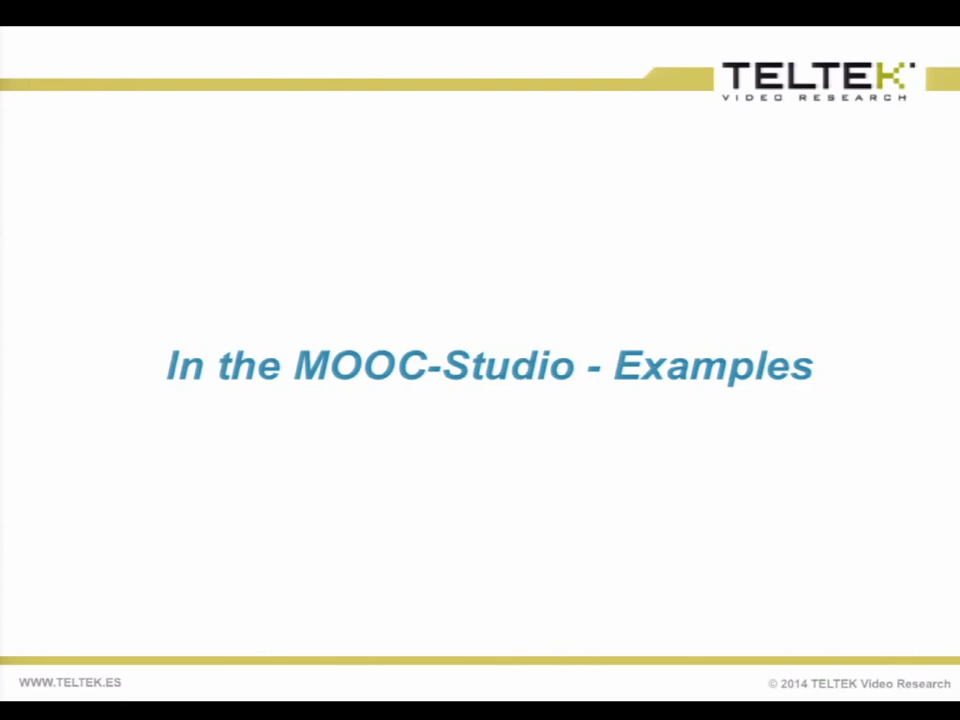 TELTEK
VIDEO RESEARCH
In the MOOC-Studio - Examples
WWW.TELTEK.ES
© 2014 TELTEK Video Research